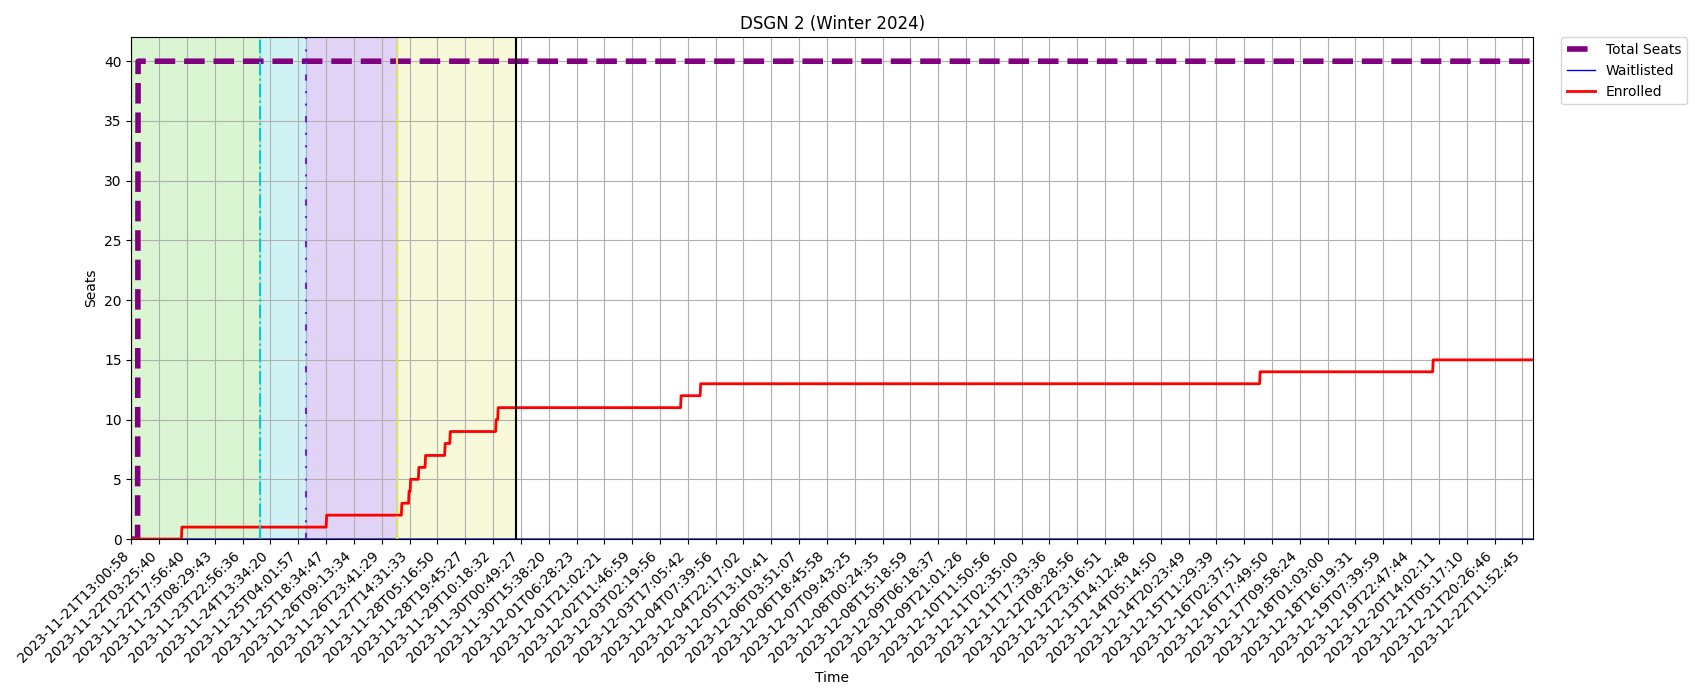 DSGN 2 (Winter 2024)
Total Seats
Waitlisted
Enrolled
Seats
40
35
30
25
20
15
10
5
0
2023-11-21T13:00:58
2023-11-22T03:25:40
2023-11-22T17:56:40
2023-11-23T08:29:43
2023-11-23T22:56:36
2023-11-24T13:34:20
2023-11-25T04:01:57
2023-11-25T18:34:47
2023-11-26T09:13:34
2023-11-26T23:41:29
2023-11-27T14:31:33
2023-11-28T05:16:50
2023-11-28T19:45:27
2023-11-29T10:18:32
2023-11-30T00:49:27
2023-11-30T15:38:20
2023-12-01T06:28:23
2023-12-01T21:02:21
2023-12-02T11:46:59
2023-12-03T02:19:56
2023-12-03T17:05:42
2023-12-04T07:39:56
2023-12-04T22:17:02
2023-12-05T13:10:41
2023-12-06T03:51:07
2023-12-06T18:45:58
2023-12-07T09:43:25
2023-12-08T00:24:35
2023-12-08T15:18:59
2023-12-09T06:18:37
2023-12-09T21:01:26
2023-12-10T11:50:56
2023-12-11T02:35:00
2023-12-11T17:33:36
2023-12-12T08:28:56
2023-12-12T23:16:51
2023-12-13T14:12:48
2023-12-14T05:14:50
2023-12-14T20:23:49
2023-12-15T11:29:39
2023-12-16T02:37:51
2023-12-16T17:49:50
2023-12-17T09:58:24
2023-12-18T01:03:00
2023-12-18T16:19:31
2023-12-19T07:39:59
2023-12-19T22:47:44
2023-12-20T14:02:11
2023-12-21T05:17:10
2023-12-21T20:26:46
2023-12-22T11:52:45
Time